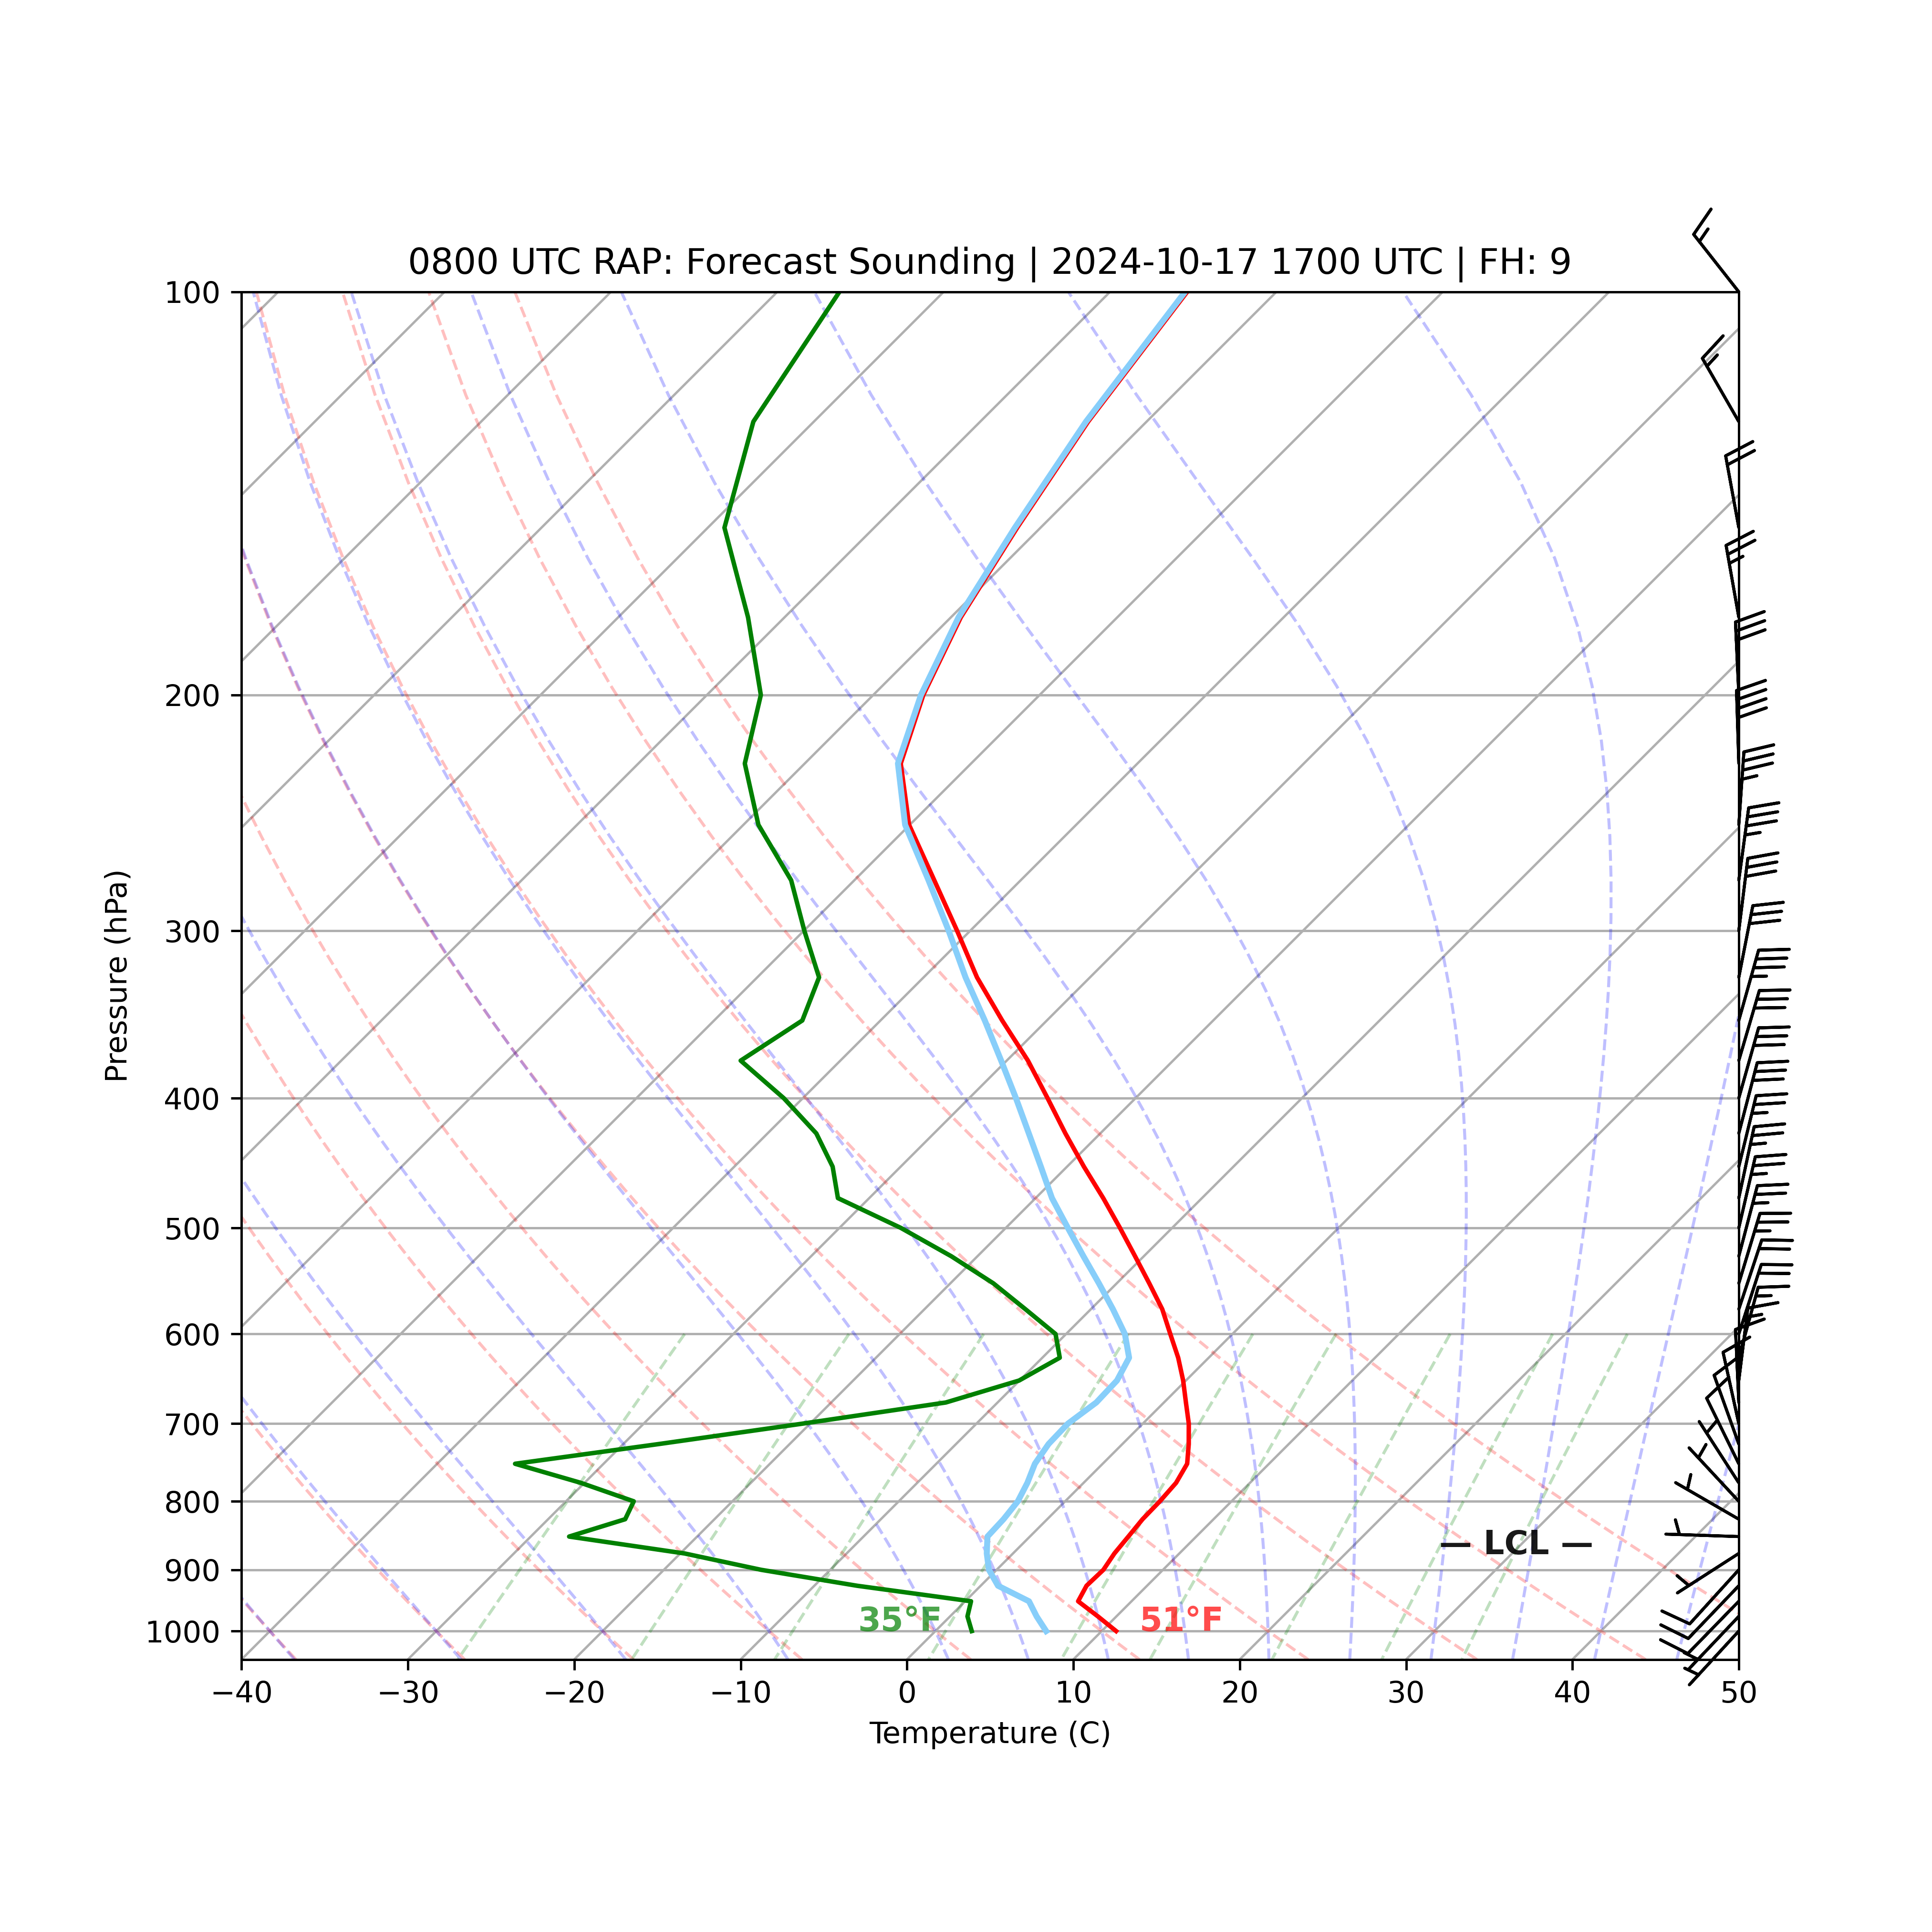 0800 UTC RAP: Forecast Sounding | 2024-10-17 1700 UTC | FH: 9
100
200
300
400
500
600
700
800
900
1000
Pressure (hPa)
— LCL —
35°F
51°F
−40 −30 −20 −10 0 10 20 30 40 50
Temperature (C)